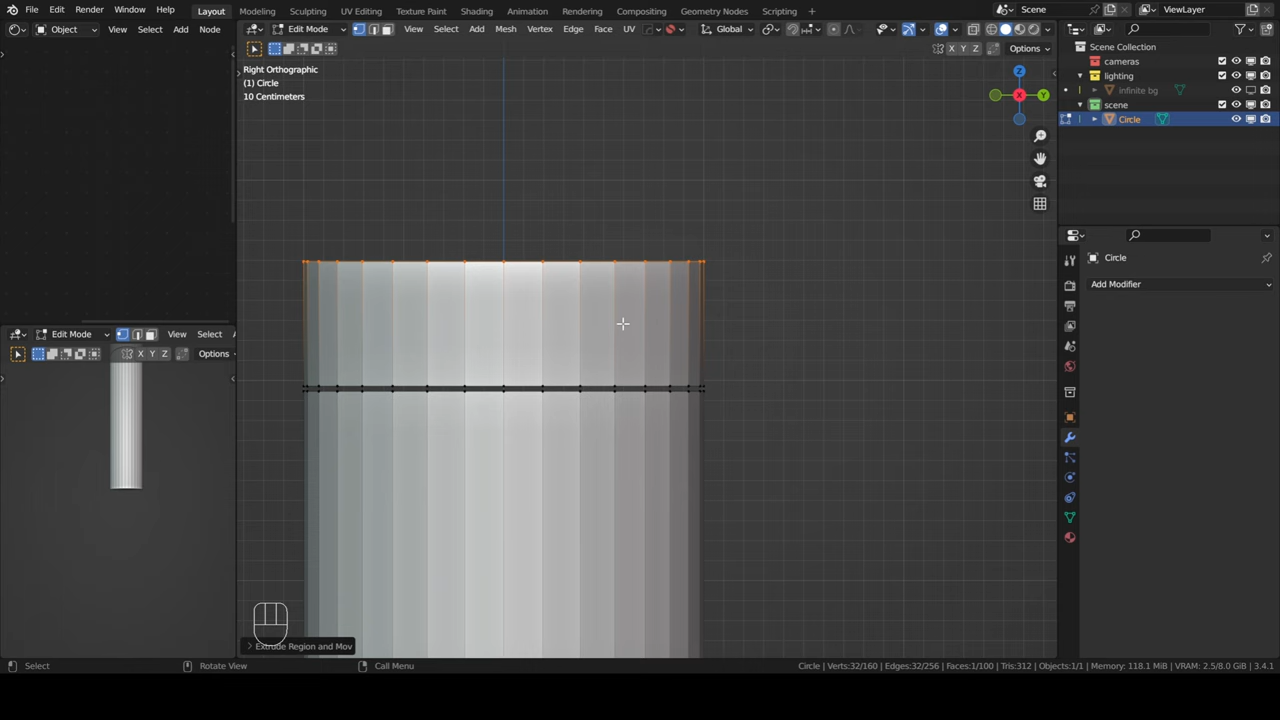 File Edit Render Window Help
Layout Modeling Sculpting UV Editing Texture Paint Shading Animation Rendering Compositing Geometry Nodes Scripting
Scene
ViewLayer
Object View Select Add Node
Edit Mode View Select Add Mesh Vertex Edge Face UV Global
X Y Z Options
Right Orthographic
(1) Circle
10 Centimeters
Z
X
Y
Scene Collection
cameras
lighting
infinite bg
scene
Circle
Circle
Add Modifier
Edit Mode View Select
X Y Z Options
Extrude Region and Mov
Select
Rotate View
Call Menu
Circle | Verts:32/160 | Edges:32/256 | Faces:1/100 | Tris:312 | Objects:1/1 | Memory: 118.1 MiB | VRAM: 2.5/8.0 GiB | 3.4.1